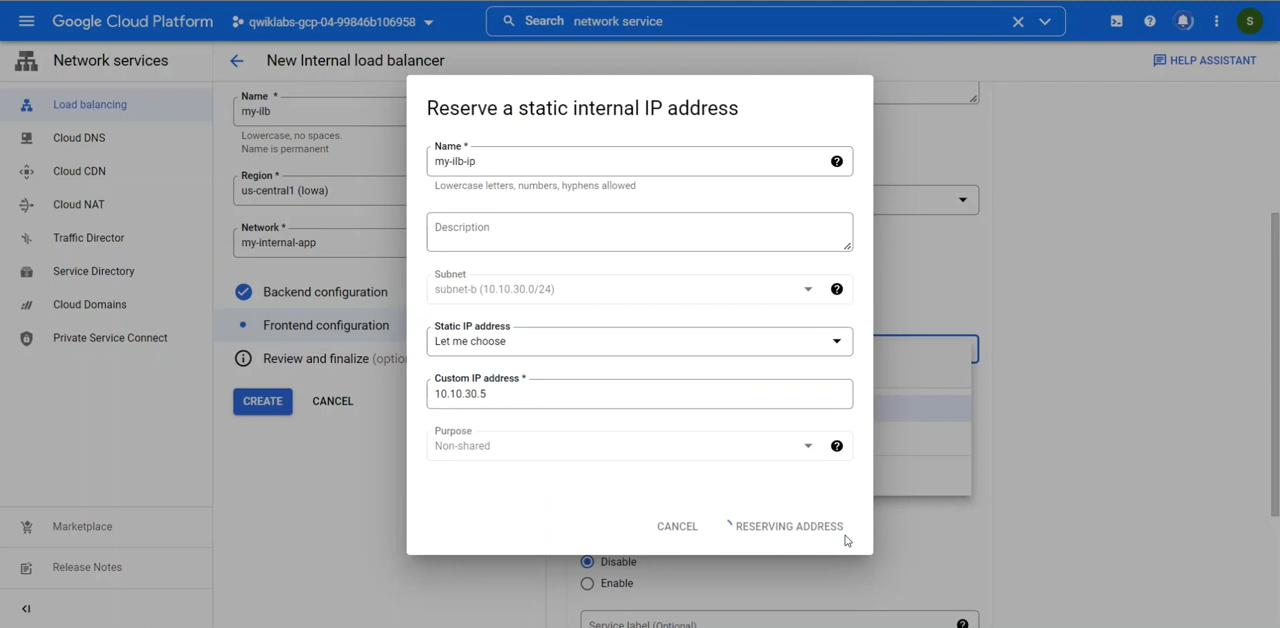 Google Cloud Platform
qwiklabs-gcp-04-99846b106958
Search network service
S
Network services
New Internal load balancer
HELP ASSISTANT
Load balancing
Cloud DNS
Cloud CDN
Cloud NAT
Traffic Director
Service Directory
Cloud Domains
Private Service Connect
Marketplace
Release Notes
Name *
my-ilb
Lowercase, no spaces.
Name is permanent
Region *
us-central1 (Iowa)
Network *
my-internal-app
Backend configuration
Frontend configuration
Review and finalize (optio
CREATE
CANCEL
Reserve a static internal IP address
Name *
my-ilb-ip
Lowercase letters, numbers, hyphens allowed
Description
Subnet
subnet-b (10.10.30.0/24)
Static IP address
Let me choose
Custom IP address *
10.10.30.5
Purpose
Non-shared
CANCEL
RESERVING ADDRESS
Disable
Enable
Service label (Optional)